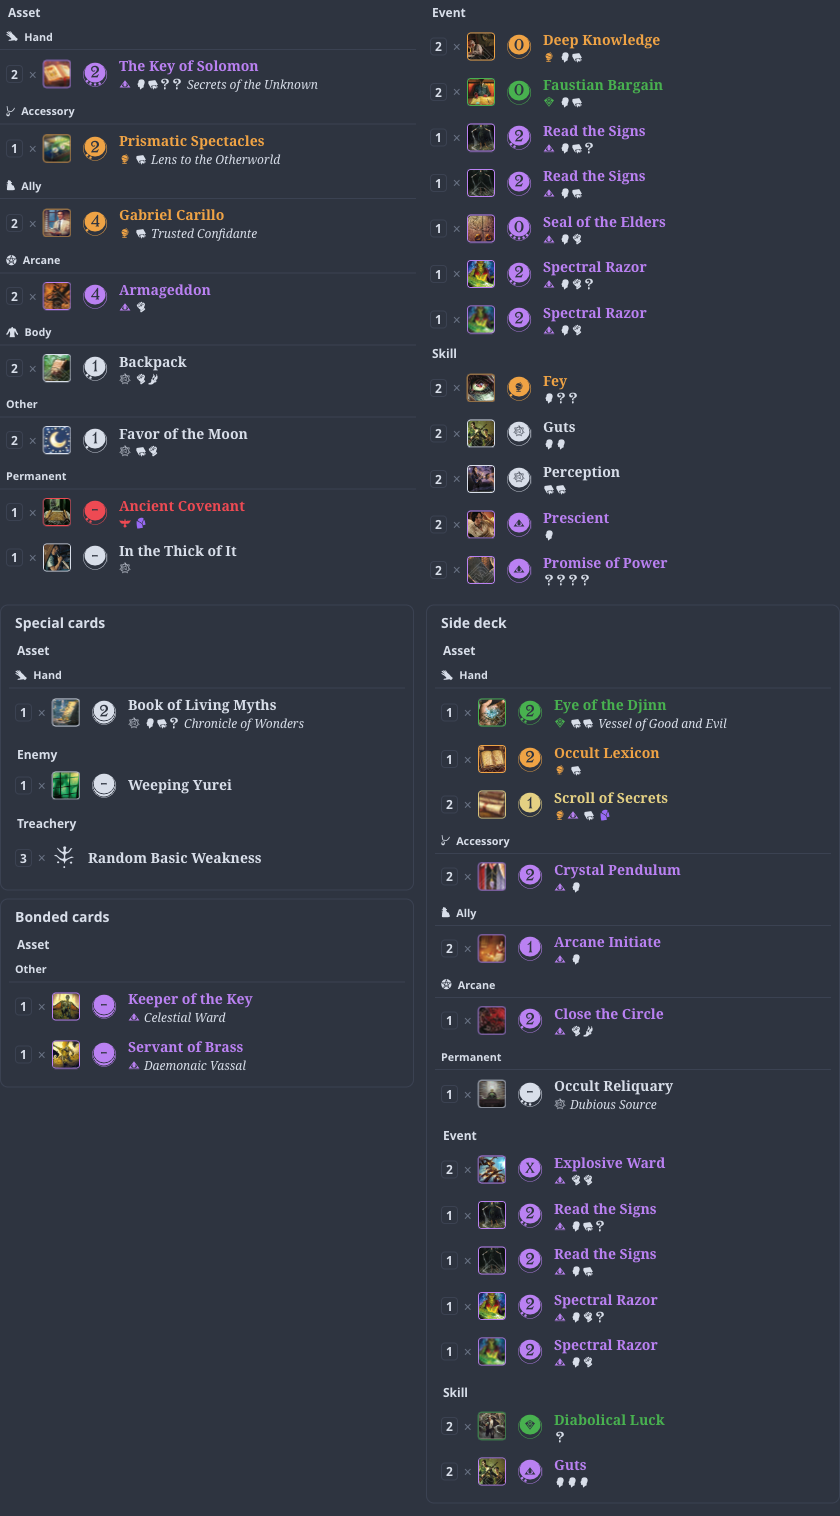 Asset
Hand
2 × 2 The Key of Solomon
?? Secrets of the Unknown
Accessory
1 × 2 Prismatic Spectacles
Lens to the Otherworld
Ally
2 × 4 Gabriel Carillo
Trusted Confidante
Arcane
2 × 4 Armageddon
Body
2 × 1 Backpack
Other
2 × 1 Favor of the Moon
Permanent
1 × – Ancient Covenant
1 × – In the Thick of It
Event
2 × 0 Deep Knowledge
2 × 0 Faustian Bargain
1 × 2 Read the Signs
?
1 × 2 Read the Signs
1 × 0 Seal of the Elders
1 × 2 Spectral Razor
?
1 × 2 Spectral Razor
Skill
2 × Fey
??
2 × Guts
2 × Perception
2 × Prescient
2 × Promise of Power
????
Special cards
Asset
Hand
1 × 2 Book of Living Myths
? Chronicle of Wonders
Enemy
1 × – Weeping Yurei
Treachery
3 × Random Basic Weakness
Bonded cards
Asset
Other
1 × – Keeper of the Key
Celestial Ward
1 × – Servant of Brass
Daemonaic Vassal
Side deck
Asset
Hand
1 × 2 Eye of the Djinn
Vessel of Good and Evil
1 × 2 Occult Lexicon
2 × 1 Scroll of Secrets
Accessory
2 × 2 Crystal Pendulum
Ally
2 × 1 Arcane Initiate
Arcane
1 × 2 Close the Circle
Permanent
1 × – Occult Reliquary
Dubious Source
Event
2 × X Explosive Ward
1 × 2 Read the Signs
?
1 × 2 Read the Signs
1 × 2 Spectral Razor
?
1 × 2 Spectral Razor
Skill
2 × Diabolical Luck
?
2 × Guts